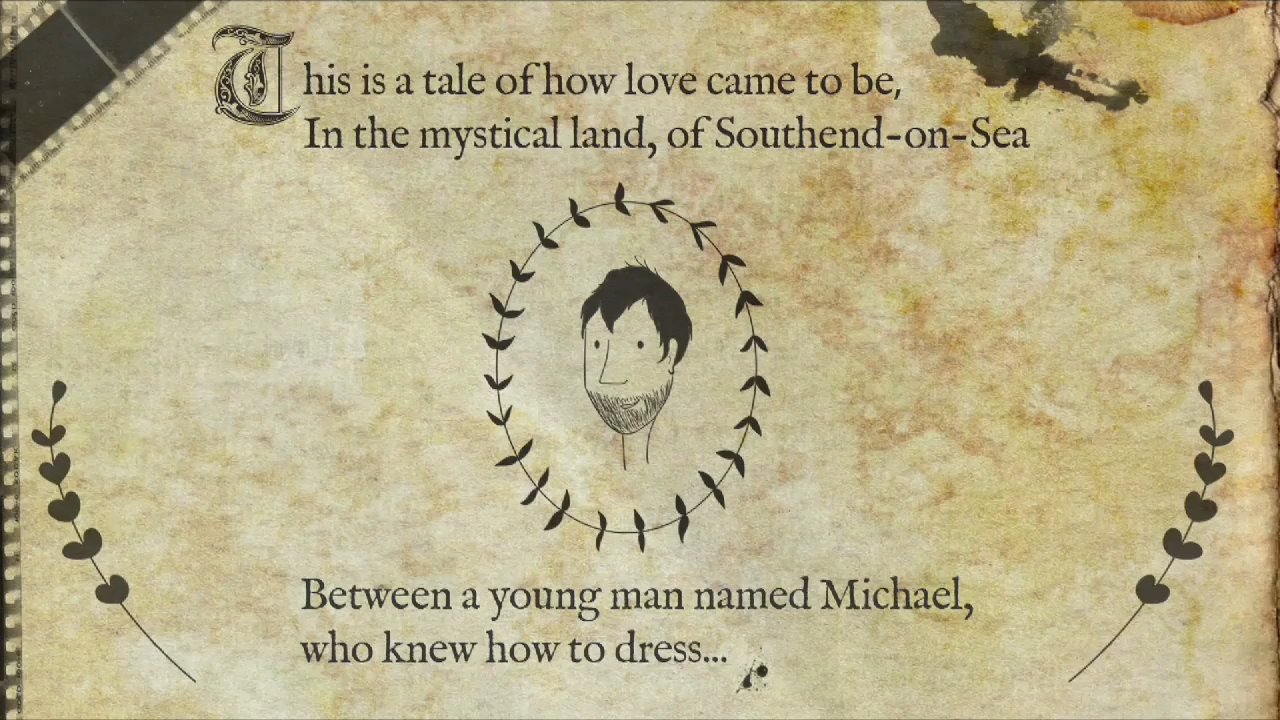 This is a tale of how love came to be,
In the mystical land, of Southend-on-Sea
Between a young man named Michael,
who knew how to dress...